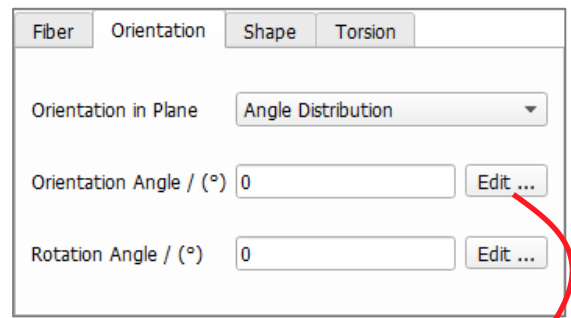 Fiber Orientation Shape Torsion
Orientation in Plane Angle Distribution
Orientation Angle / (°) 0 Edit ...
Rotation Angle / (°) 0 Edit ...